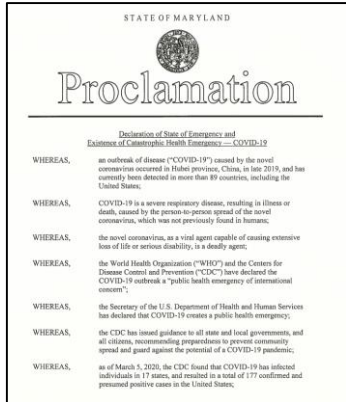 STATE OF MARYLAND
Proclamation
Declaration of State of Emergency and
Existence of Catastrophic Health Emergency — COVID-19
WHEREAS, an outbreak of disease ("COVID-19") caused by the novel
coronavirus occurred in Hubei province, China, in late 2019, and has
currently been detected in more than 89 countries, including the
United States;
WHEREAS, COVID-19 is a severe respiratory disease, resulting in illness or
death, caused by the person-to-person spread of the novel
coronavirus, which was not previously found in humans;
WHEREAS, the novel coronavirus, as a viral agent capable of causing extensive
loss of life or serious disability, is a deadly agent;
WHEREAS, the World Health Organization ("WHO") and the Centers for
Disease Control and Prevention ("CDC") have declared the
COVID-19 outbreak a "public health emergency of international
concern";
WHEREAS, the Secretary of the U.S. Department of Health and Human Services
has declared that COVID-19 creates a public health emergency;
WHEREAS, the CDC has issued guidance to all state and local governments, and
all citizens, recommending preparedness to prevent community
spread and guard against the potential of a COVID-19 pandemic;
WHEREAS, as of March 5, 2020, the CDC found that COVID-19 has infected
individuals in 17 states, and resulted in a total of 177 confirmed and
presumed positive cases in the United States;